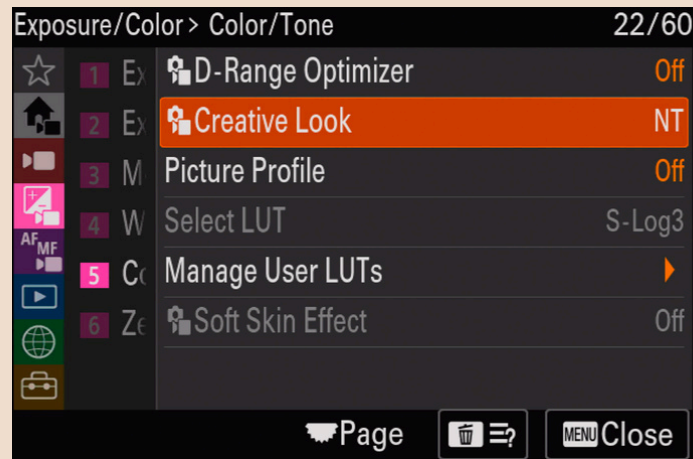 Exposure/Color> Color/Tone 22/60
1 Ex D-Range Optimizer Off
2 Ex Creative Look NT
3 M Picture Profile Off
4 W Select LUT S-Log3
AF MF
5 Co Manage User LUTs
6 Ze Soft Skin Effect Off
Page ? MENU Close